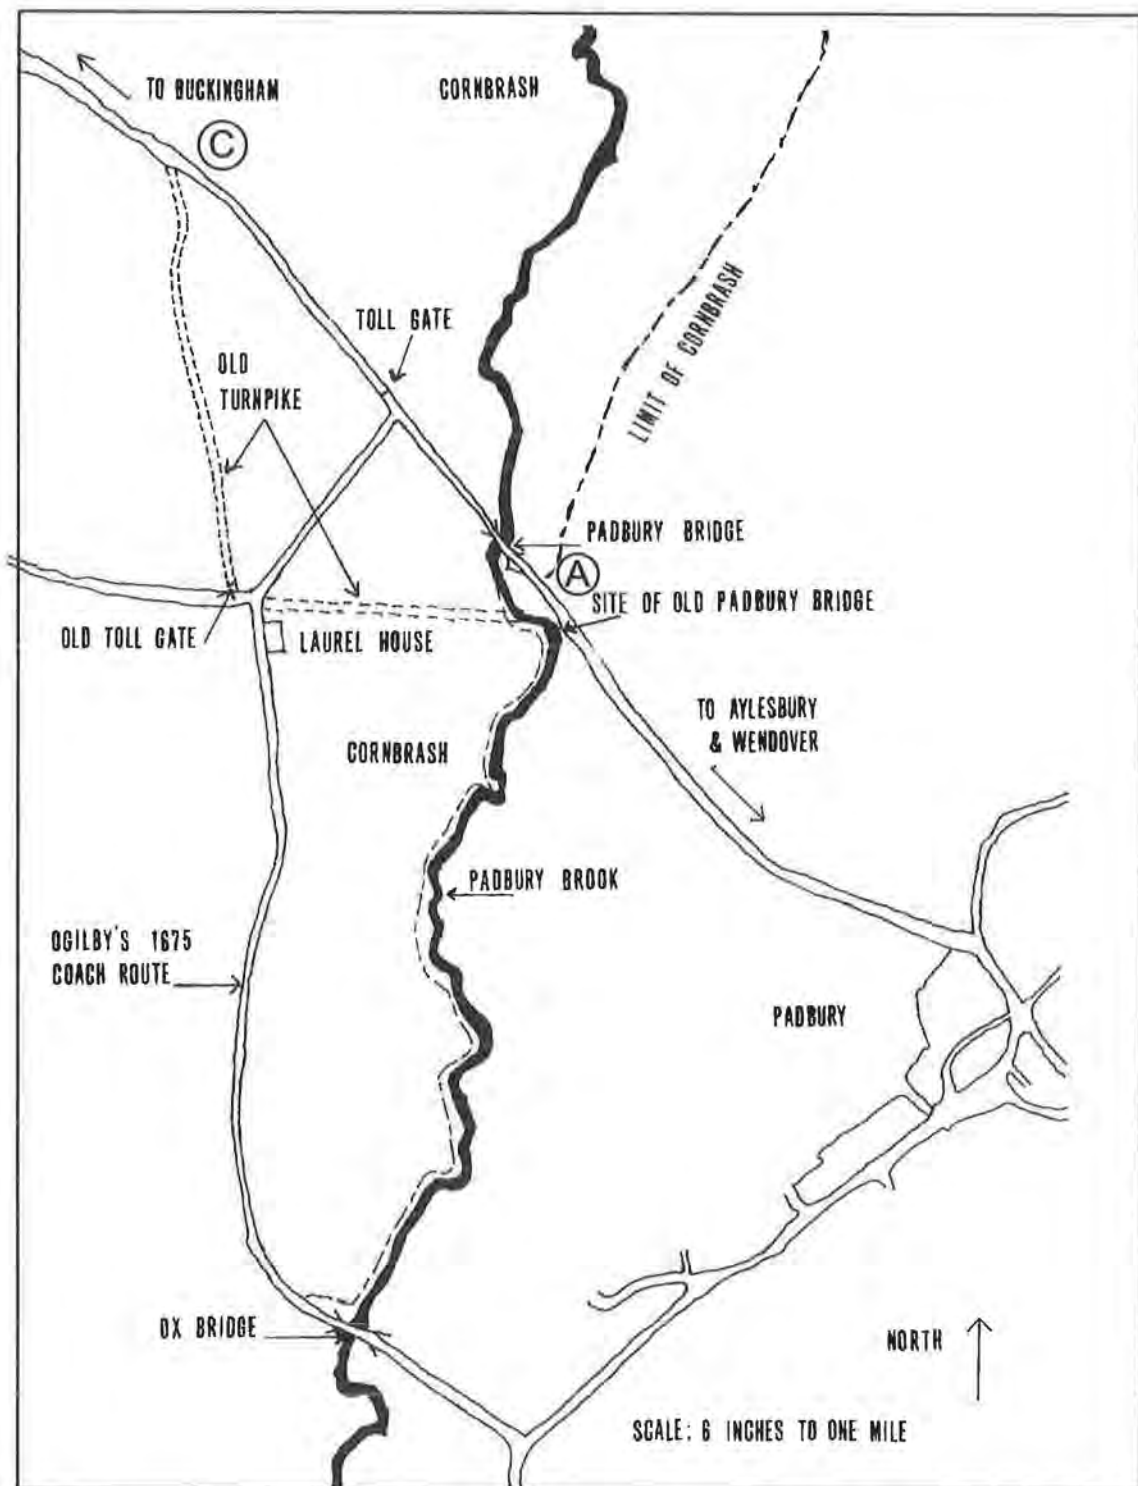 TO BUCKINGHAM
CORNBRASH
C
TOLL GATE
OLD
TURNPIKE
LIMIT OF CORNBRASH
PADBURY BRIDGE
A
SITE OF OLD PADBURY BRIDGE
OLD TOLL GATE
LAUREL HOUSE
TO AYLESBURY
& WENDOVER
CORNBRASH
PADBURY BROOK
OGILBY'S 1675
COACH ROUTE
PADBURY
OX BRIDGE
NORTH
SCALE: 6 INCHES TO ONE MILE